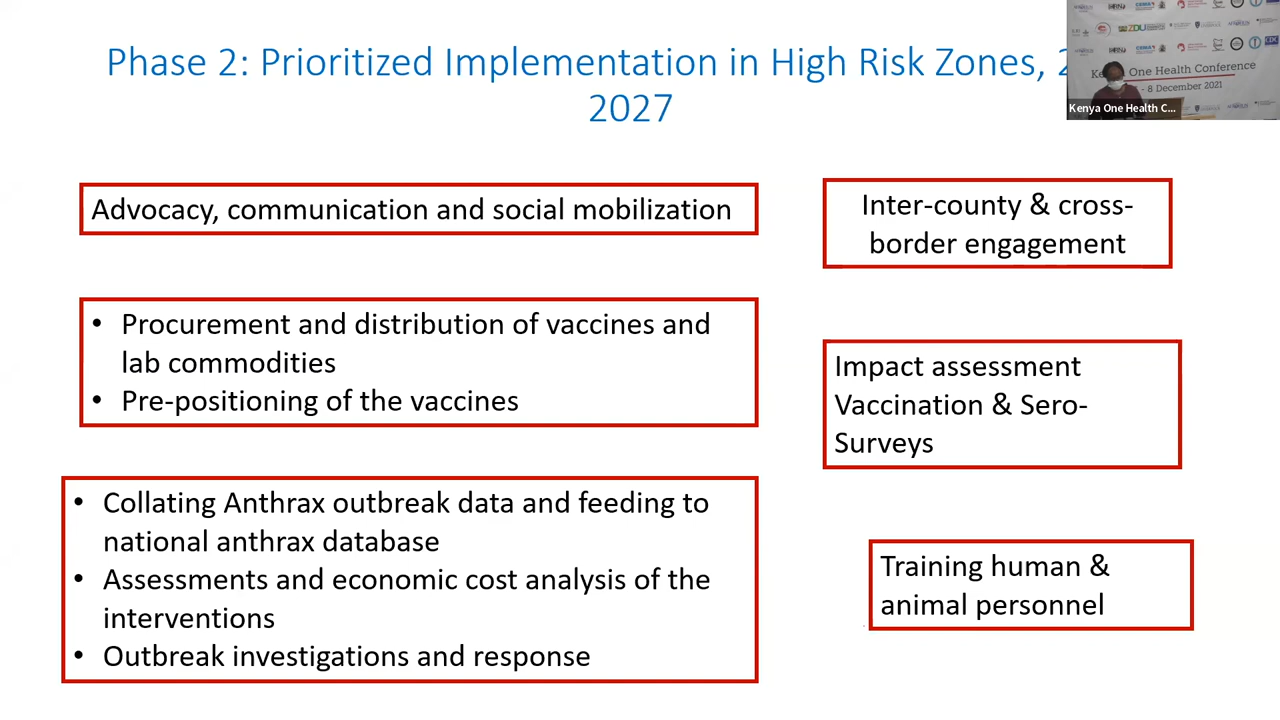 Phase 2: Prioritized Implementation in High Risk Zones,
2027
One Health Conference
8 December 2021
Kenya One Health C...
Advocacy, communication and social mobilization
Inter-county & cross-
border engagement
• Procurement and distribution of vaccines and
lab commodities
• Pre-positioning of the vaccines
Impact assessment
Vaccination & Sero-
Surveys
• Collating Anthrax outbreak data and feeding to
national anthrax database
• Assessments and economic cost analysis of the
interventions
• Outbreak investigations and response
Training human &
animal personnel